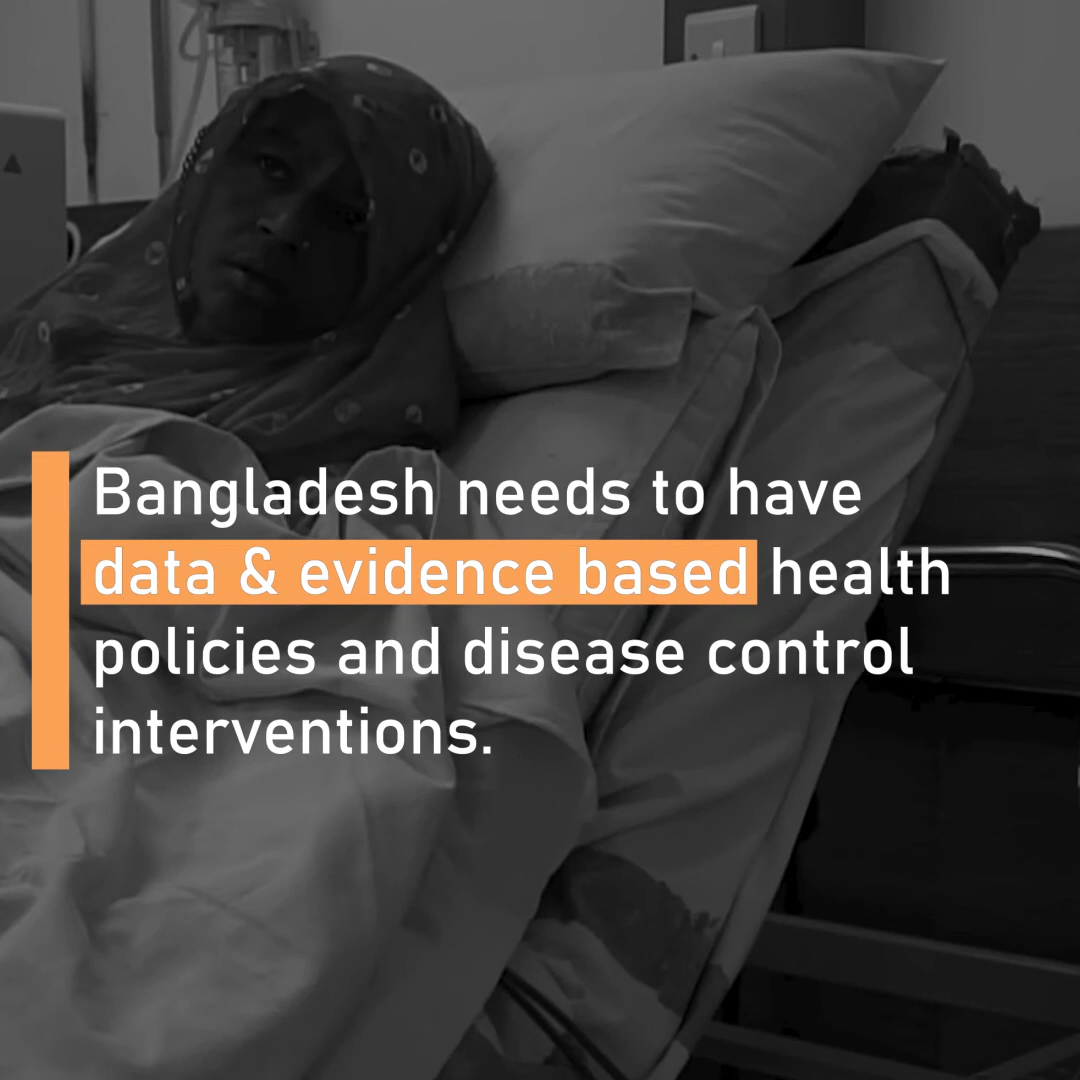 Bangladesh needs to have
data & evidence based health
policies and disease control
interventions.